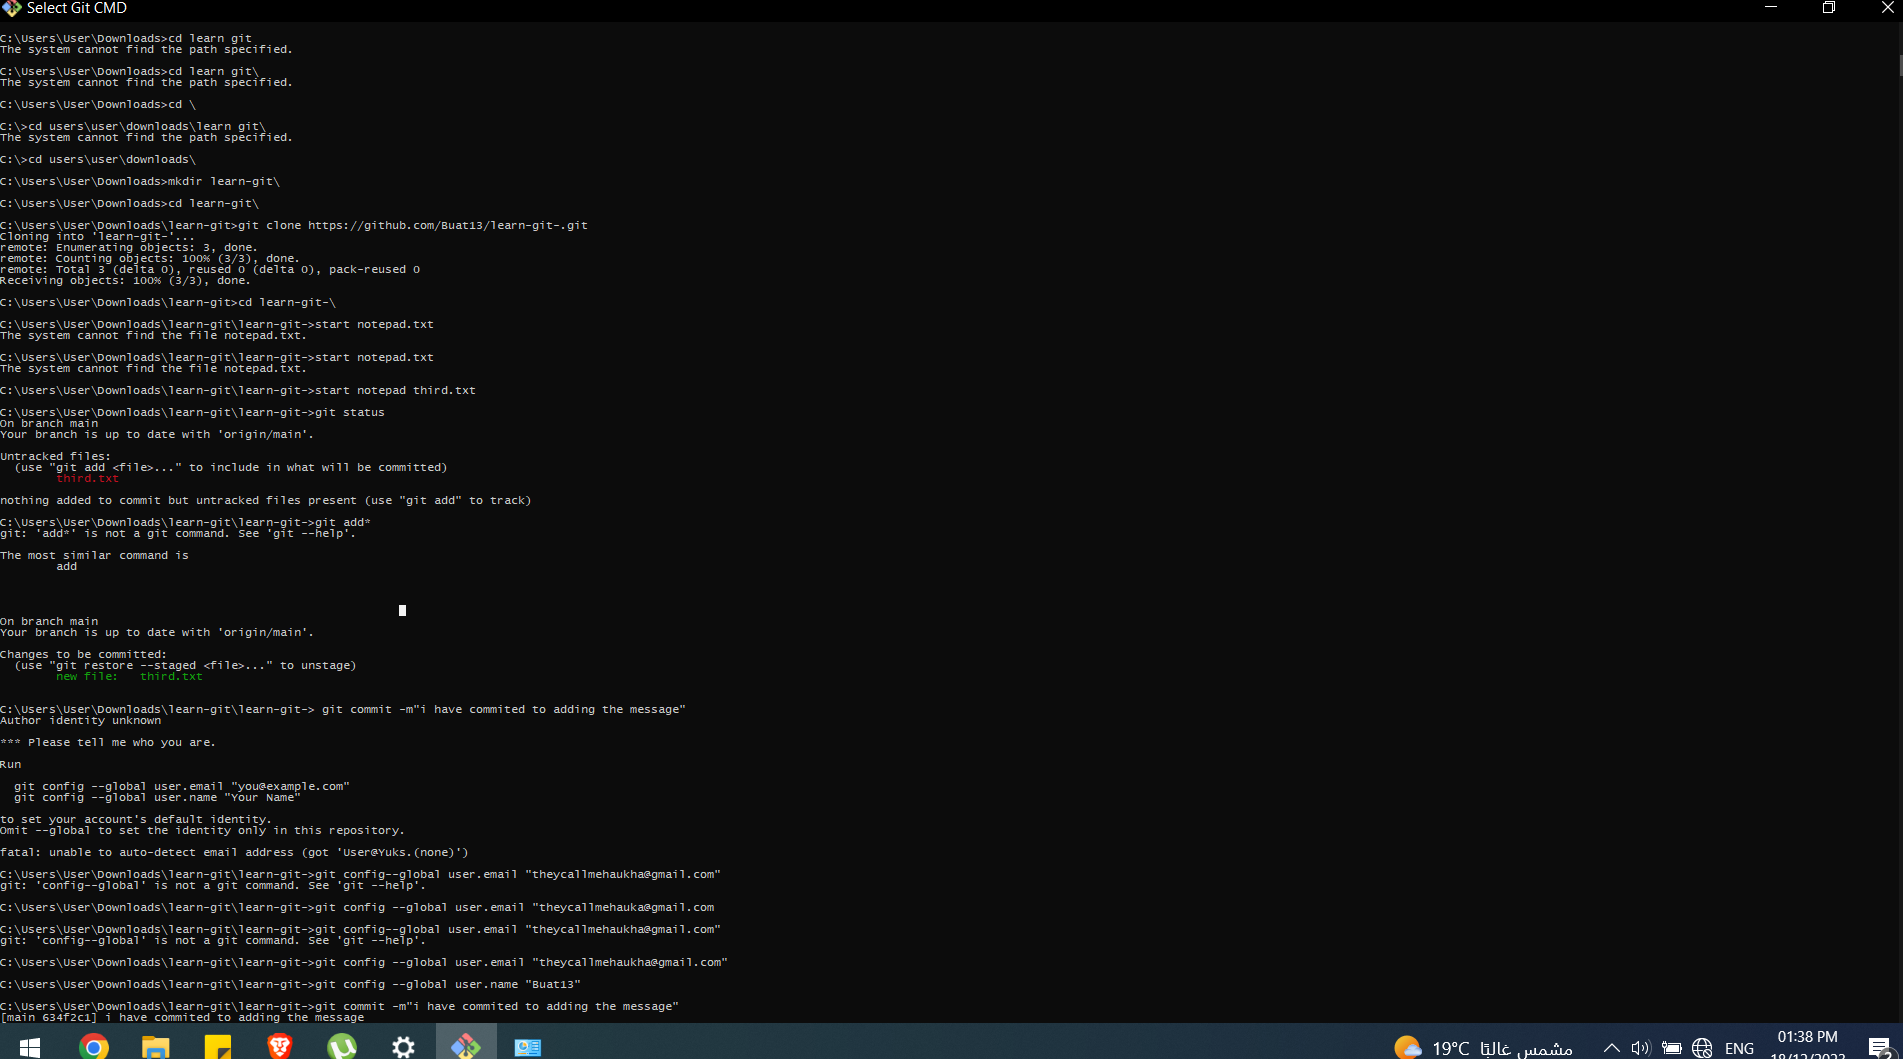 Select Git CMD
C:\Users\User\Downloads>cd learn git
The system cannot find the path specified.
C:\Users\User\Downloads>cd learn git\
The system cannot find the path specified.
C:\Users\User\Downloads>cd \
C:\>cd users\user\downloads\learn git\
The system cannot find the path specified.
C:\>cd users\user\downloads\
C:\Users\User\Downloads>mkdir learn-git\
C:\Users\User\Downloads>cd learn-git\
C:\Users\User\Downloads\learn-git>git clone https://github.com/Buat13/learn-git-.git
Cloning into 'learn-git-'...
remote: Enumerating objects: 3, done.
remote: Counting objects: 100% (3/3), done.
remote: Total 3 (delta 0), reused 0 (delta 0), pack-reused 0
Receiving objects: 100% (3/3), done.
C:\Users\User\Downloads\learn-git>cd learn-git-\
C:\Users\User\Downloads\learn-git\learn-git->start notepad.txt
The system cannot find the file notepad.txt.
C:\Users\User\Downloads\learn-git\learn-git->start notepad.txt
The system cannot find the file notepad.txt.
C:\Users\User\Downloads\learn-git\learn-git->start notepad third.txt
C:\Users\User\Downloads\learn-git\learn-git->git status
On branch main
Your branch is up to date with 'origin/main'.
Untracked files:
(use "git add <file>..." to include in what will be committed)
third.txt
nothing added to commit but untracked files present (use "git add" to track)
C:\Users\User\Downloads\learn-git\learn-git->git add*
git: 'add*' is not a git command. See 'git --help'.
The most similar command is
add
On branch main
Your branch is up to date with 'origin/main'.
Changes to be committed:
(use "git restore --staged <file>..." to unstage)
new file: third.txt
C:\Users\User\Downloads\learn-git\learn-git-> git commit -m"i have commited to adding the message"
Author identity unknown
*** Please tell me who you are.
Run
git config --global user.email "you@example.com"
git config --global user.name "Your Name"
to set your account's default identity.
Omit --global to set the identity only in this repository.
fatal: unable to auto-detect email address (got 'User@Yuks.(none)')
C:\Users\User\Downloads\learn-git\learn-git->git config--global user.email "theycallmehaukha@gmail.com"
git: 'config--global' is not a git command. See 'git --help'.
C:\Users\User\Downloads\learn-git\learn-git->git config --global user.email "theycallmehauka@gmail.com
C:\Users\User\Downloads\learn-git\learn-git->git config--global user.email "theycallmehaukha@gmail.com"
git: 'config--global' is not a git command. See 'git --help'.
C:\Users\User\Downloads\learn-git\learn-git->git config --global user.email "theycallmehaukha@gmail.com"
C:\Users\User\Downloads\learn-git\learn-git->git config --global user.name "Buat13"
C:\Users\User\Downloads\learn-git\learn-git->git commit -m"i have commited to adding the message"
[main 634f2c1] i have commited to adding the message
19°C مشمس غالبًا ENG 01:38 PM